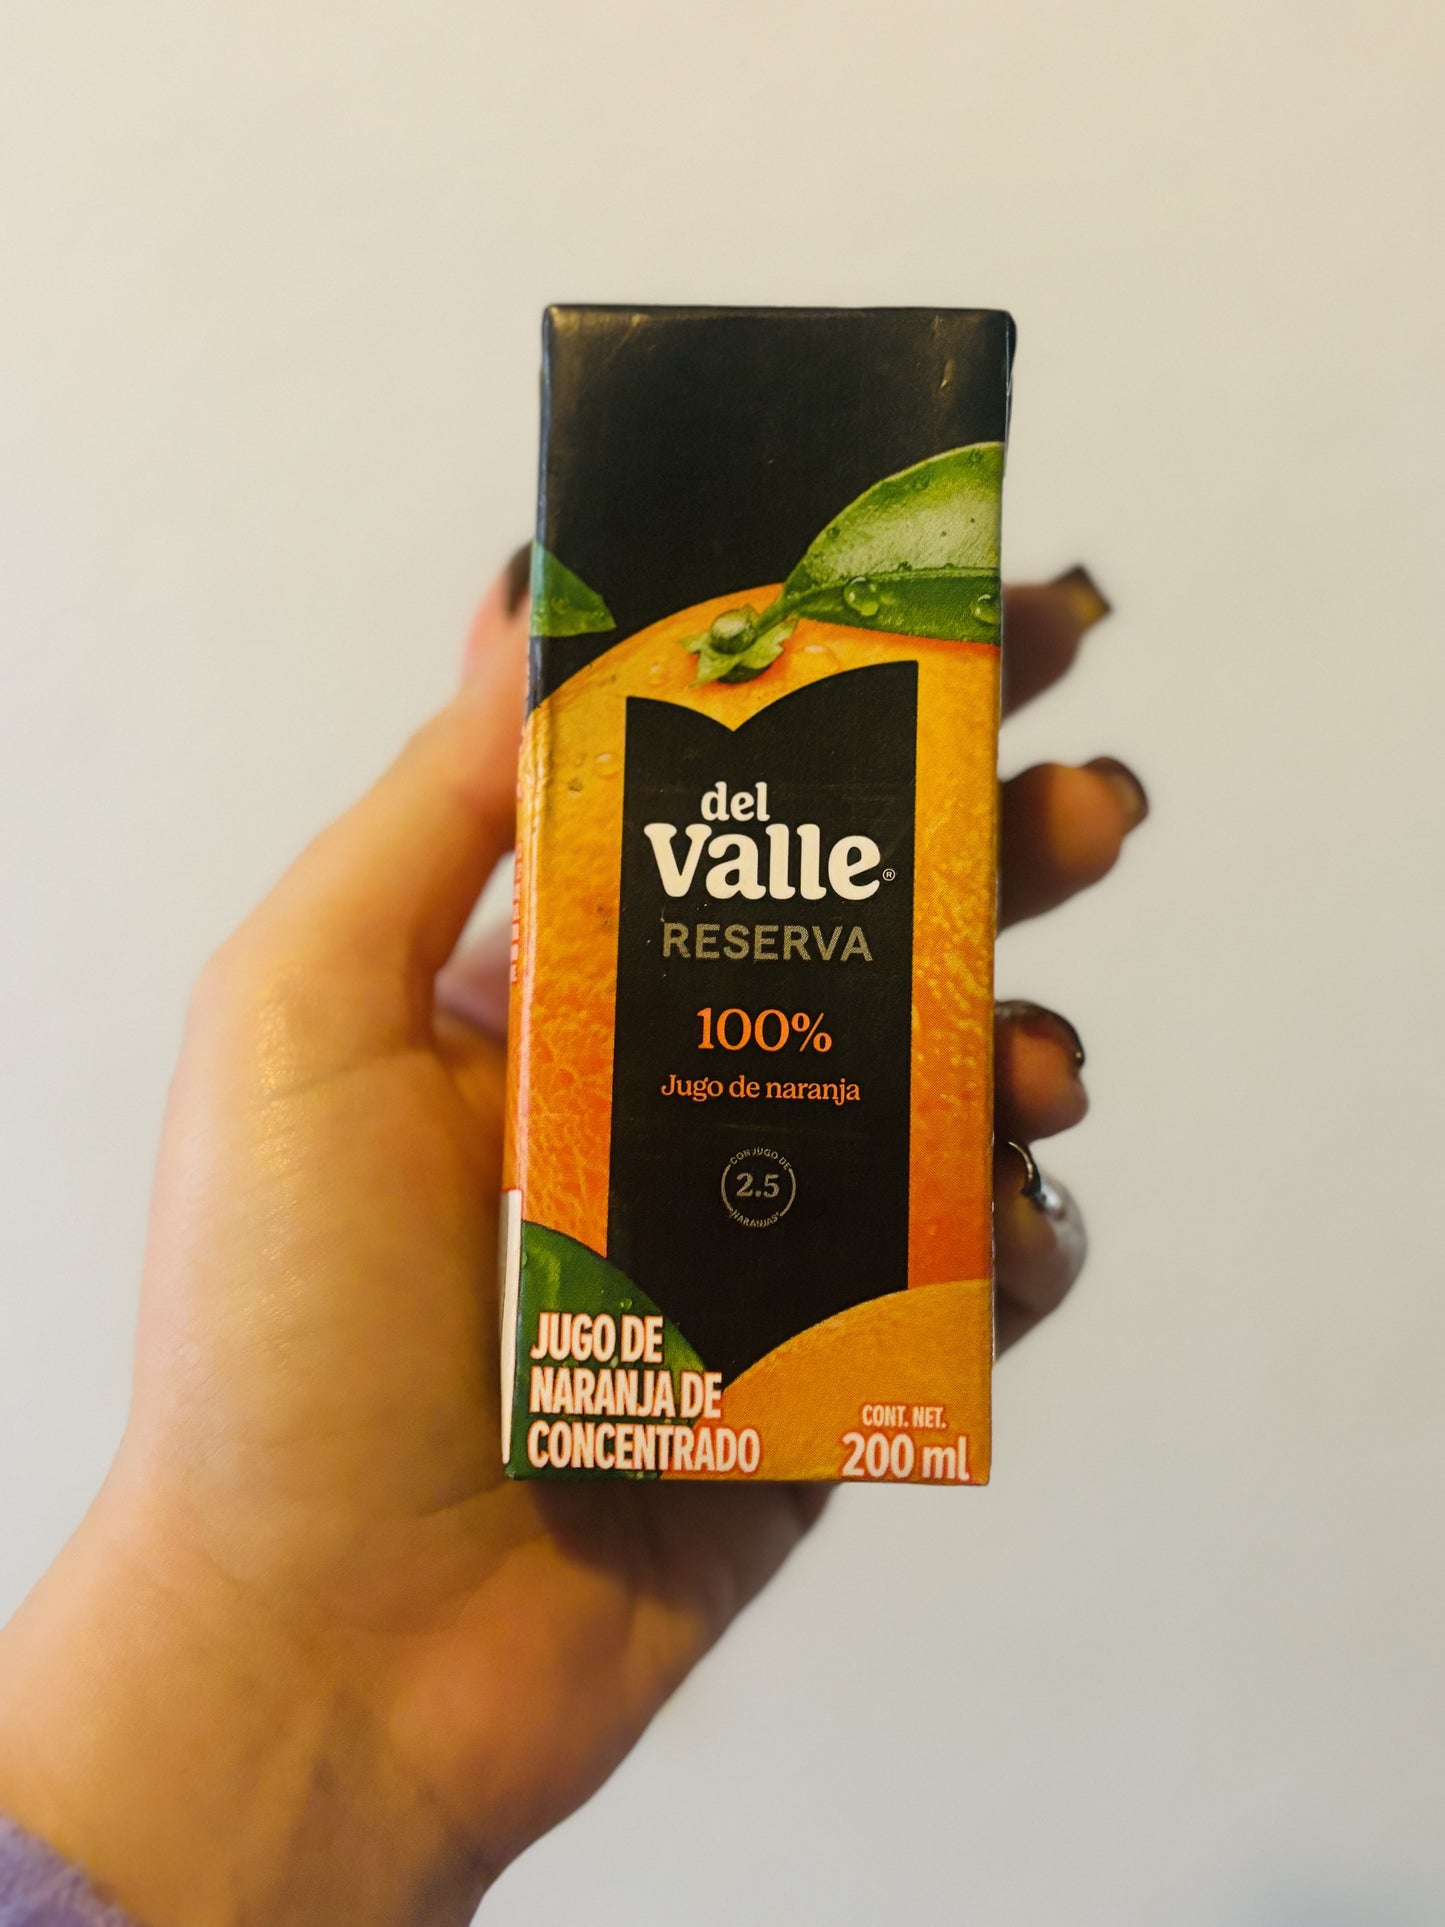 del
Valle®
RESERVA
100%
Jugo de naranja
CON JUGO DE
2.5
NARANJAS*
JUGO DE
NARANJA DE
CONCENTRADO
CONT. NET.
200 ml